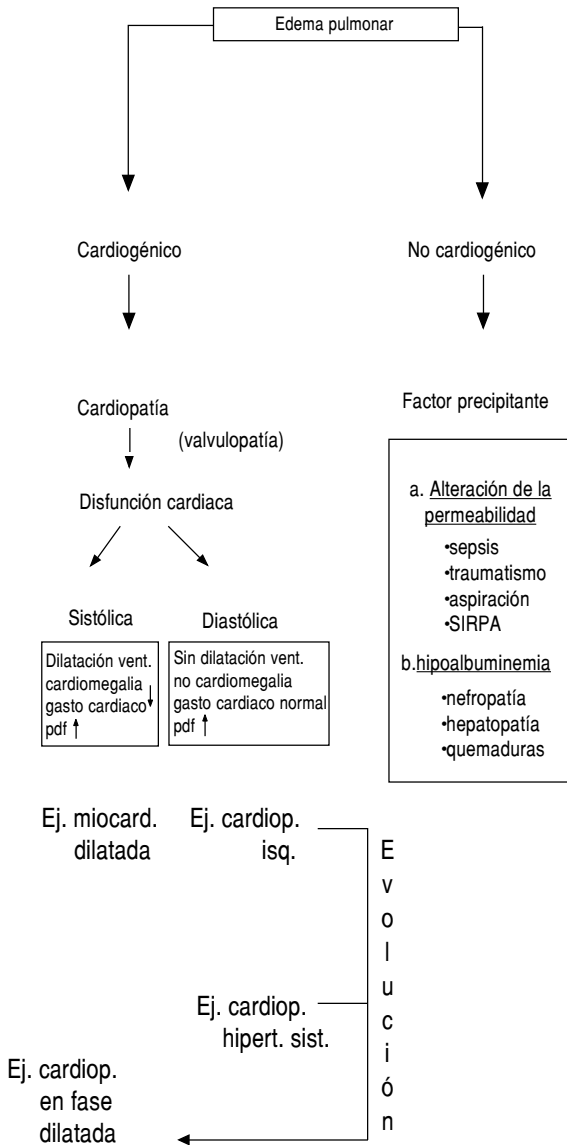 Edema pulmonar
Cardiogénico
No cardiogénico
Cardiopatía
(valvulopatía)
Disfunción cardiaca
Sistólica
Diastólica
Dilatación vent.
cardiomegalia
gasto cardiaco↓
pdf ↑
Sin dilatación vent.
no cardiomegalia
gasto cardiaco normal
pdf ↑
Factor precipitante
a. Alteración de la
permeabilidad
•sepsis
•traumatismo
•aspiración
•SIRPA
b.hipoalbuminemia
•nefropatía
•hepatopatía
•quemaduras
Ej. miocard.
dilatada
Ej. cardiop.
isq.
Ej. cardiop.
hipert. sist.
Ej. cardiop.
en fase
dilatada
E
v
o
l
u
c
i
ó
n